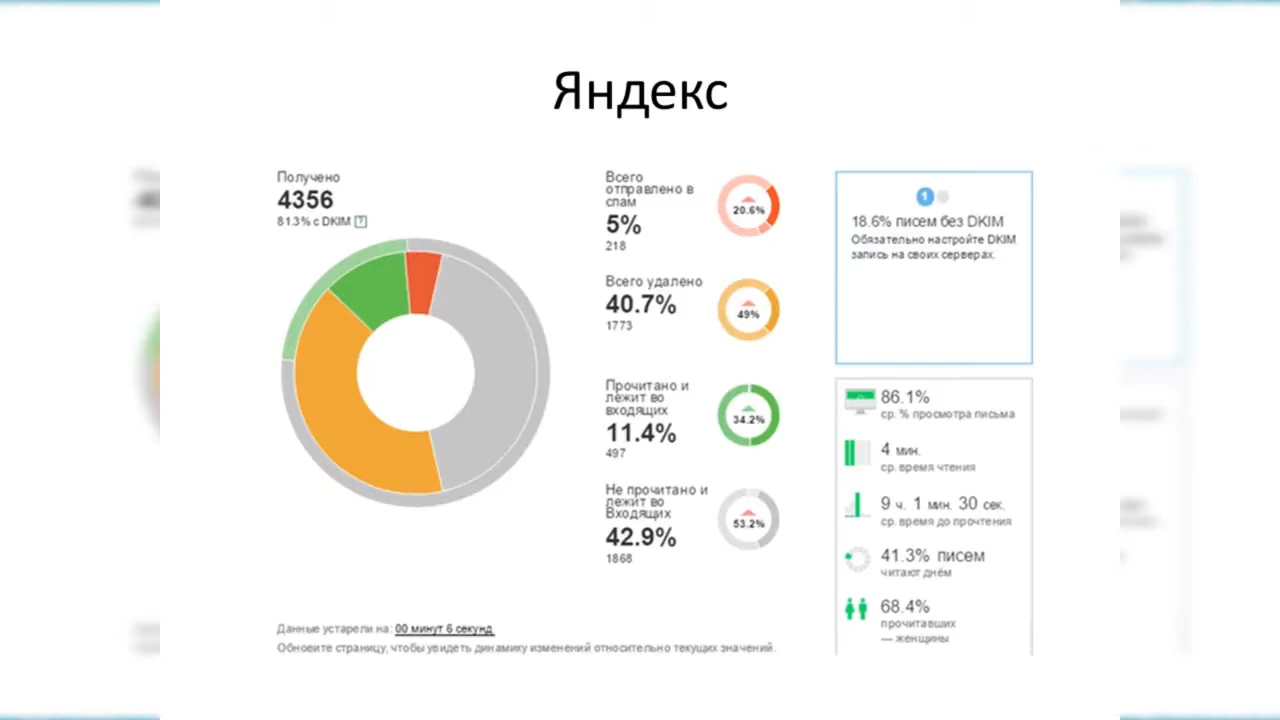 Яндекс
Получено
4356
81.3% с DKIM [?]
Всего
отправлено в
спам
5%
218
20.6%
Всего удалено
40.7%
1773
49%
Прочитано и
лежит во
входящих
11.4%
497
34.2%
Не прочитано и
лежит во
Входящих
42.9%
1868
53.2%
1
18.6% писем без DKIM
Обязательно настройте DKIM
запись на своих серверах.
86.1%
ср. % просмотра письма
4 мин.
ср. время чтения
9 ч. 1 мин. 30 сек.
ср. время до прочтения
41.3% писем
читают днём
68.4%
прочитавших
— женщины
Данные устарели на: 00 минут 6 секунд.
Обновите страницу, чтобы увидеть динамику изменений относительно текущих значений.